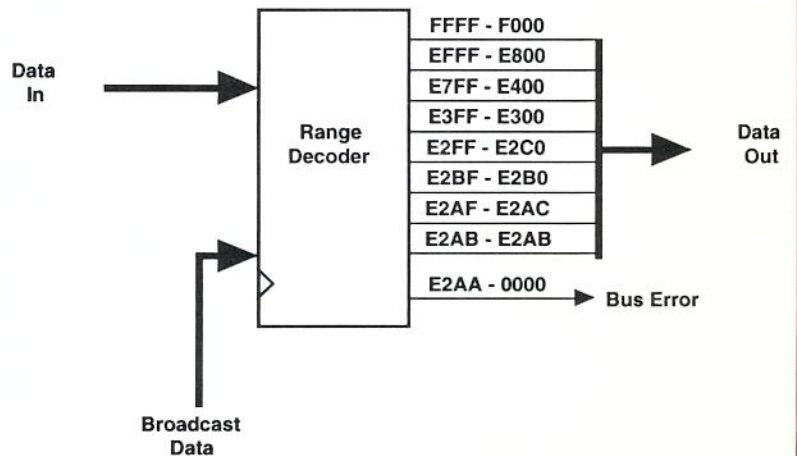 FFFF - F000
EFFF - E800
E7FF - E400
E3FF - E300
E2FF - E2C0
E2BF - E2B0
E2AF - E2AC
E2AB - E2AB
E2AA - 0000
Data
In
Range
Decoder
Data
Out
Bus Error
Broadcast
Data